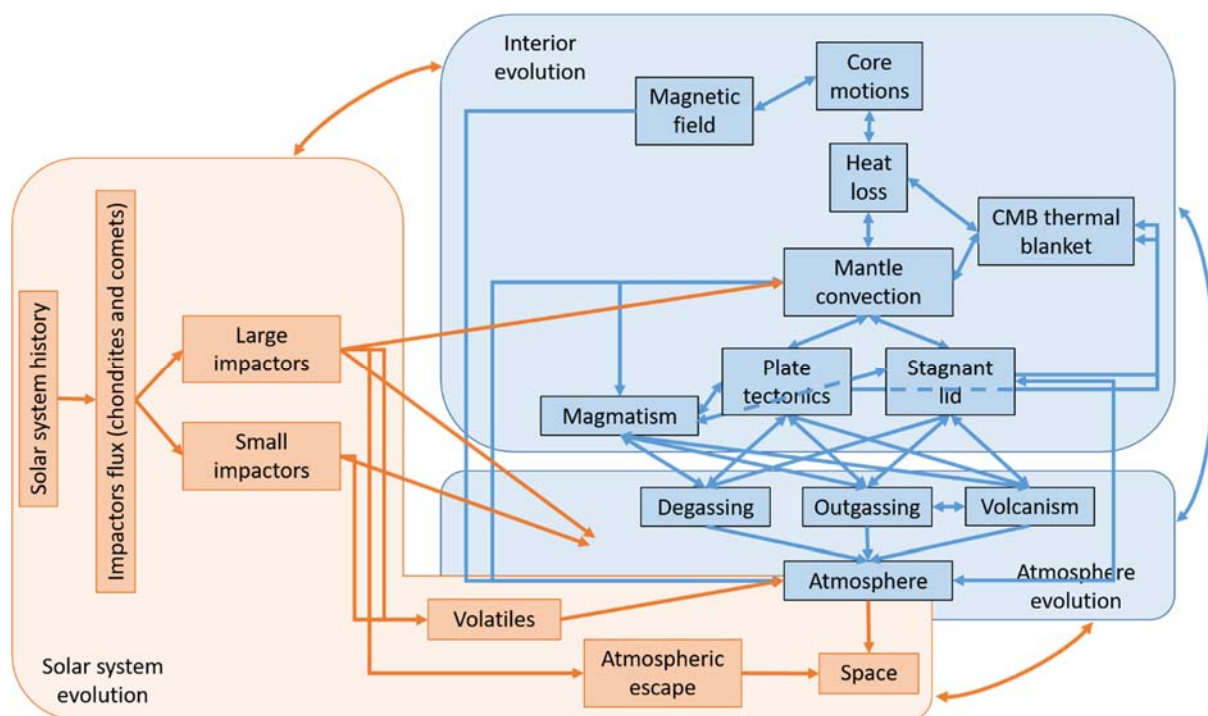 Interior
evolution
Core
motions
Magnetic
field
Heat
loss
CMB thermal
blanket
Mantle
convection
Plate
tectonics
Stagnant
lid
Magmatism
Solar system history
Impactors flux (chondrites and comets)
Large
impactors
Small
impactors
Degassing
Outgassing
Volcanism
Atmosphere
Atmosphere
evolution
Volatiles
Atmospheric
escape
Space
Solar system
evolution